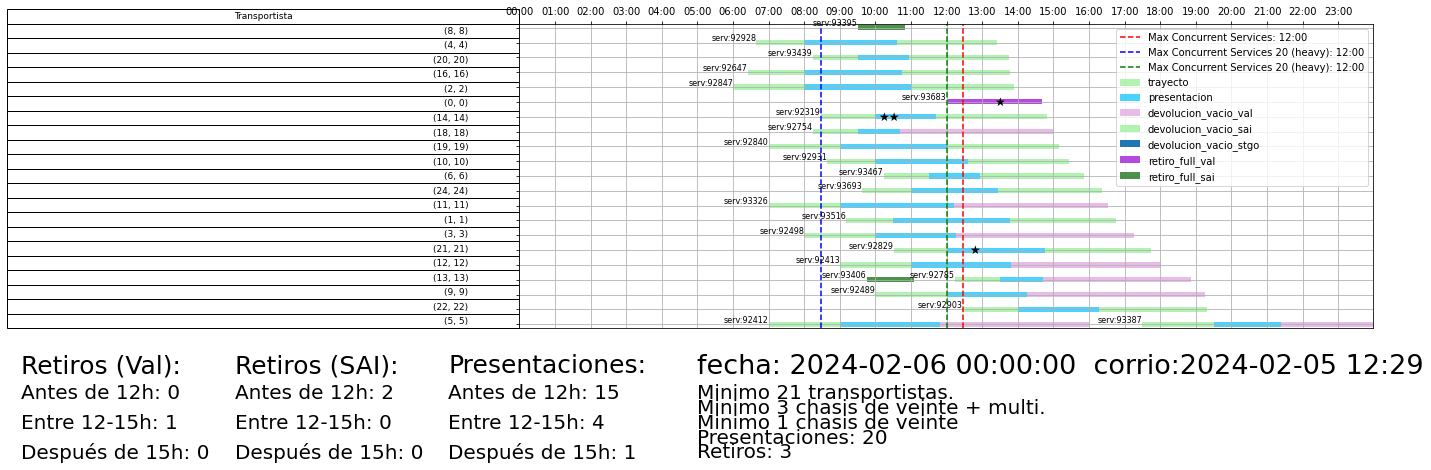 Transportista
00:00 01:00 02:00 03:00 04:00 05:00 06:00 07:00 08:00 09:00 10:00 11:00 12:00 13:00 14:00 15:00 16:00 17:00 18:00 19:00 20:00 21:00 22:00 23:00
(8, 8) serv:93395
(4, 4) serv:92928
(20, 20) serv:93439
(16, 16) serv:92647
(2, 2) serv:92847
(0, 0) serv:93683
(14, 14) serv:92319
(18, 18) serv:92754
(19, 19) serv:92840
(10, 10) serv:92931
(6, 6) serv:93467
(24, 24) serv:93693
(11, 11) serv:93326
(1, 1) serv:93516
(3, 3) serv:92498
(21, 21) serv:92829
(12, 12) serv:92413
(13, 13) serv:93406 serv:92785
(9, 9) serv:92489
(22, 22) serv:92903
(5, 5) serv:92412 serv:93387
Max Concurrent Services: 12:00
Max Concurrent Services 20 (heavy): 12:00
Max Concurrent Services 20 (heavy): 12:00
trayecto
presentacion
devolucion_vacio_val
devolucion_vacio_sai
devolucion_vacio_stgo
retiro_full_val
retiro_full_sai
Retiros (Val):
Antes de 12h: 0
Entre 12-15h: 1
Después de 15h: 0
Retiros (SAI):
Antes de 12h: 2
Entre 12-15h: 0
Después de 15h: 0
Presentaciones:
Antes de 12h: 15
Entre 12-15h: 4
Después de 15h: 1
fecha: 2024-02-06 00:00:00 corrio:2024-02-05 12:29
Minimo 21 transportistas.
Minimo 3 chasis de veinte + multi.
Minimo 1 chasis de veinte
Presentaciones: 20
Retiros: 3